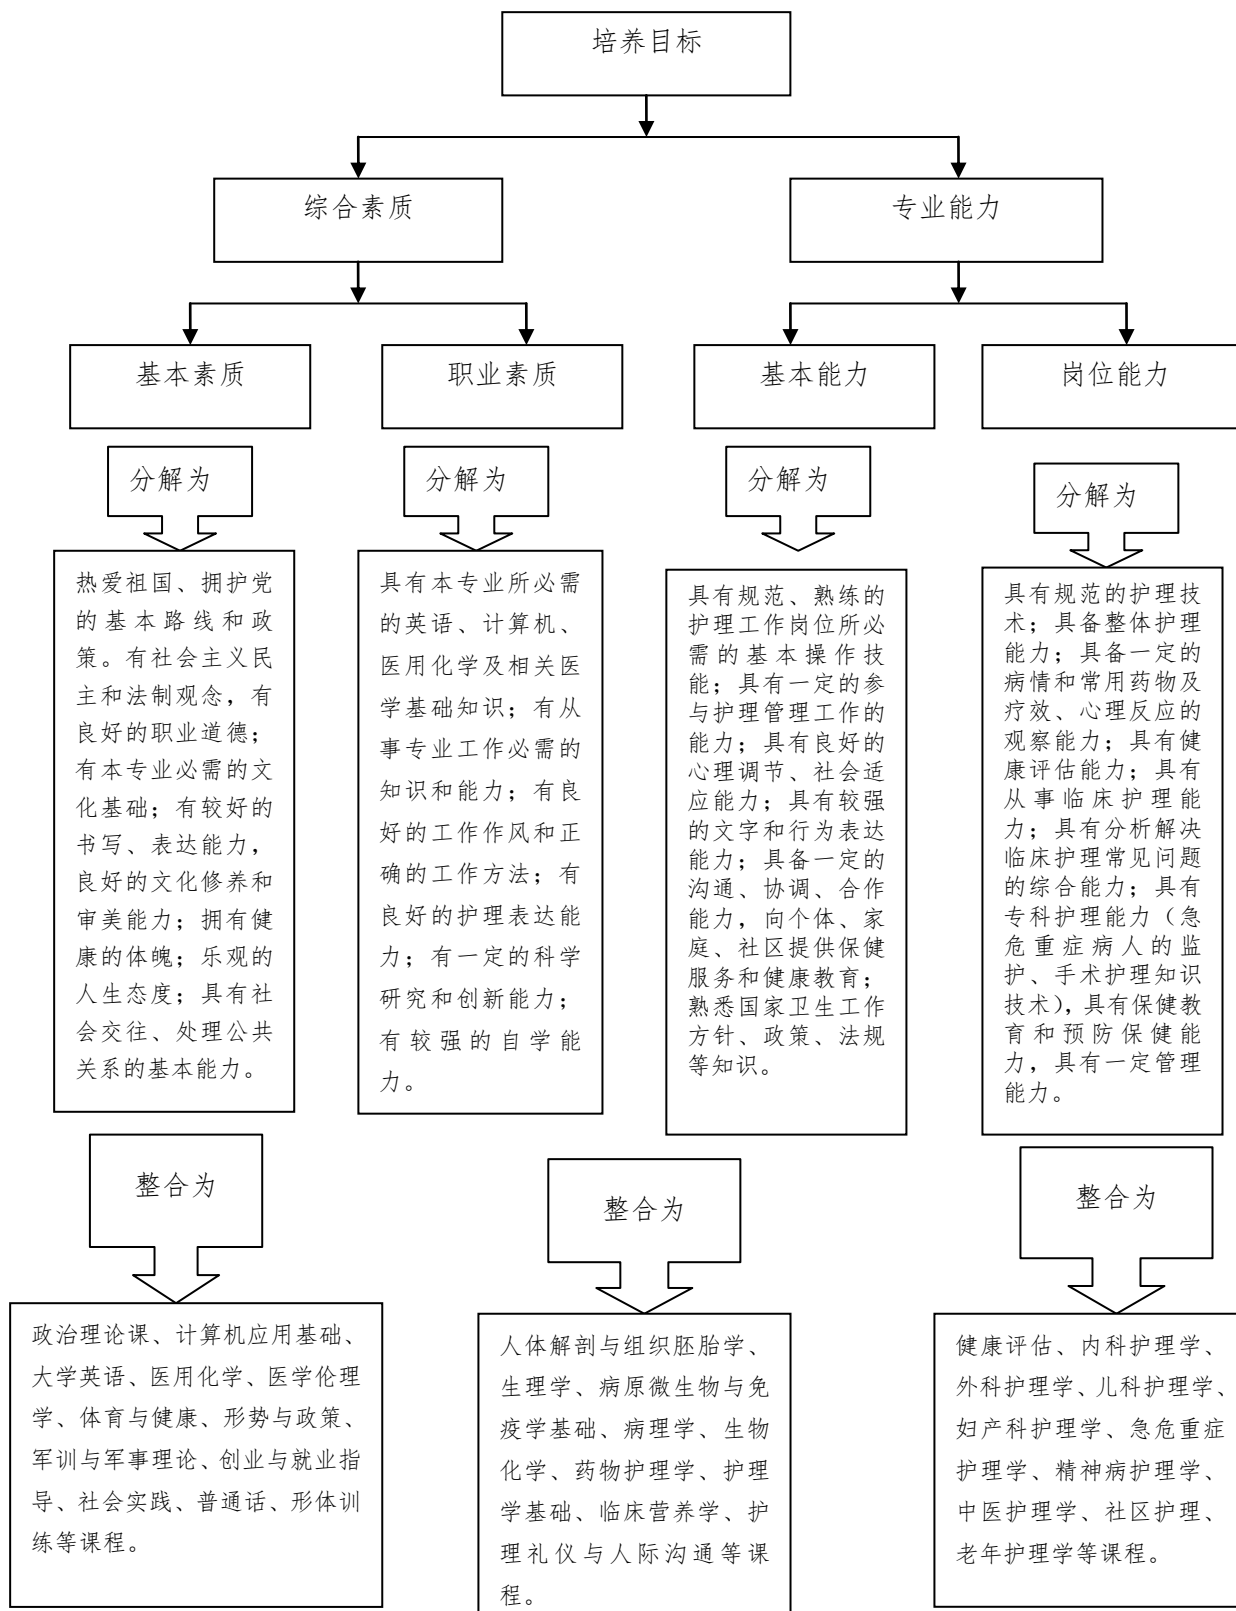 培养目标
综合素质
专业能力
基本素质
职业素质
基本能力
岗位能力
分解为
分解为
分解为
分解为
热爱祖国、拥护党
的基本路线和政
策。有社会主义民
主和法制观念，有
良好的职业道德；
有本专业必需的文
化基础；有较好的
书写、表达能力，
良好的文化修养和
审美能力；拥有健
康的体魄；乐观的
人生态度；具有社
会交往、处理公共
关系的基本能力。
具有本专业所必需
的英语、计算机、
医用化学及相关医
学基础知识；有从
事专业工作必需的
知识和能力；有良
好的工作作风和正
确的工作方法；有
良好的护理表达能
力；有一定的科学
研究和创新能力；
有较强的自学能
力。
具有规范、熟练的
护理工作岗位所必
需的基本操作技
能；具有一定的参
与护理管理工作的
能力；具有良好的
心理调节、社会适
应能力；具有较强
的文字和行为表达
能力；具备一定的
沟通、协调、合作
能力，向个体、家
庭、社区提供保健
服务和健康教育；
熟悉国家卫生工作
方针、政策、法规
等知识。
具有规范的护理技
术；具备整体护理
能力；具备一定的
病情和常用药物及
疗效、心理反应的
观察能力；具有健
康评估能力；具有
从事临床护理能
力；具有分析解决
临床护理常见问题
的综合能力；具有
专科护理能力（急
危重症病人的监
护、手术护理知识
技术），具有保健教
育和预防保健能
力，具有一定管理
能力。
整合为
整合为
整合为
政治理论课、计算机应用基础、
大学英语、医用化学、医学伦理
学、体育与健康、形势与政策、
军训与军事理论、创业与就业指
导、社会实践、普通话、形体训
练等课程。
人体解剖与组织胚胎学、
生理学、病原微生物与免
疫学基础、病理学、生物
化学、药物护理学、护理
学基础、临床营养学、护
理礼仪与人际沟通等课
程。
健康评估、内科护理学、
外科护理学、儿科护理学、
妇产科护理学、急危重症
护理学、精神病护理学、
中医护理学、社区护理、
老年护理学等课程。